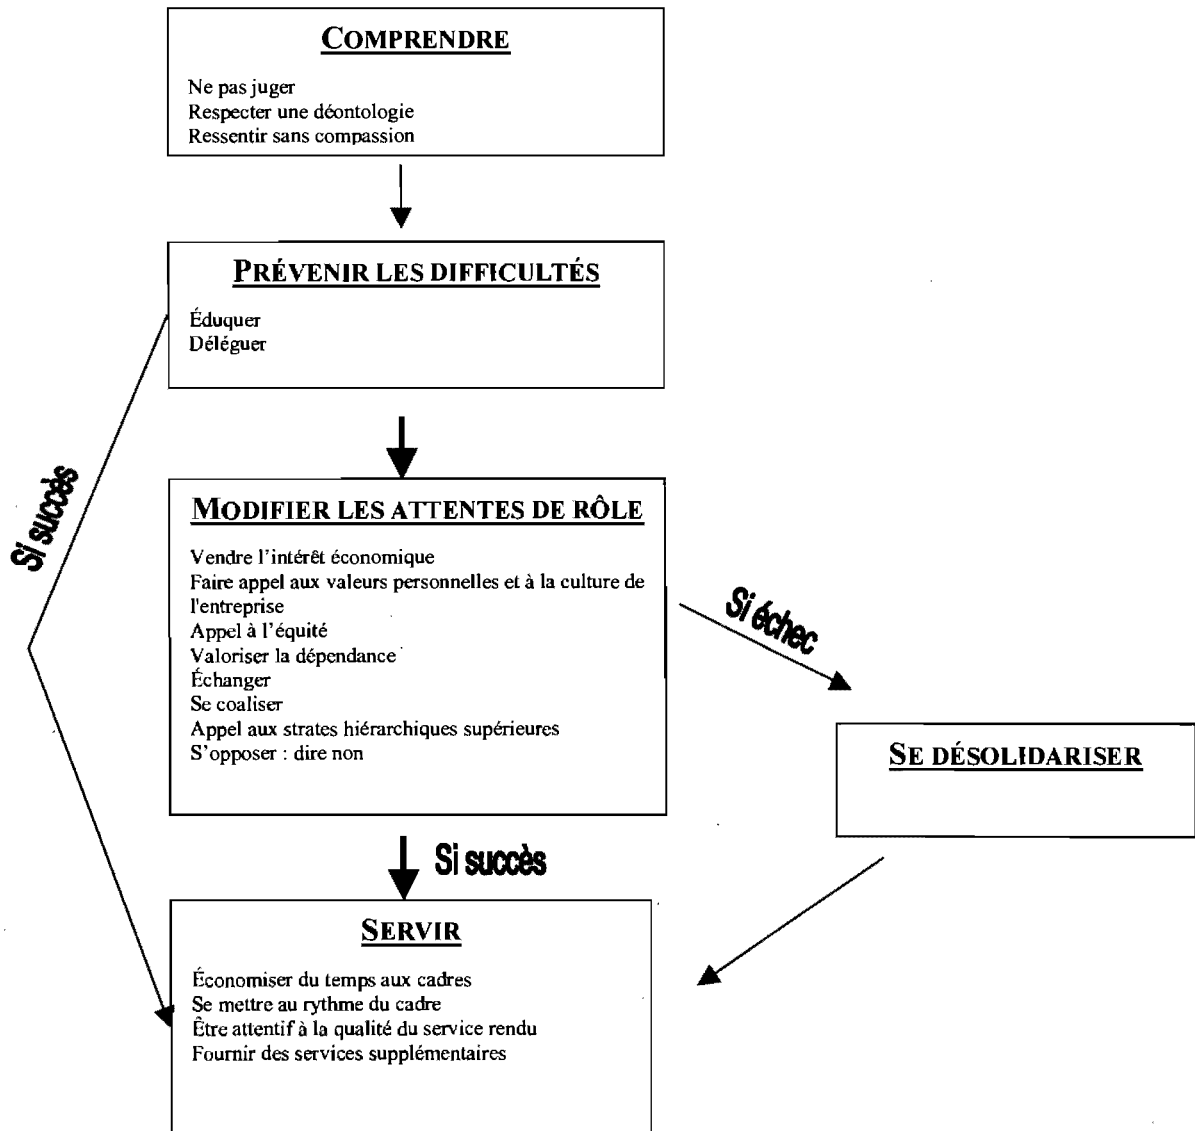 COMPRENDRE
Ne pas juger
Respecter une déontologie
Ressentir sans compassion
PRÉVENIR LES DIFFICULTÉS
Éduquer
Déléguer
Si succès
MODIFIER LES ATTENTES DE RÔLE
Vendre l'intérêt économique
Faire appel aux valeurs personnelles et à la culture de
l'entreprise
Appel à l'équité
Valoriser la dépendance
Échanger
Se coaliser
Appel aux strates hiérarchiques supérieures
S'opposer : dire non
Si échec
SE DÉSOLIDARISER
Si succès
SERVIR
Économiser du temps aux cadres
Se mettre au rythme du cadre
Être attentif à la qualité du service rendu
Fournir des services supplémentaires